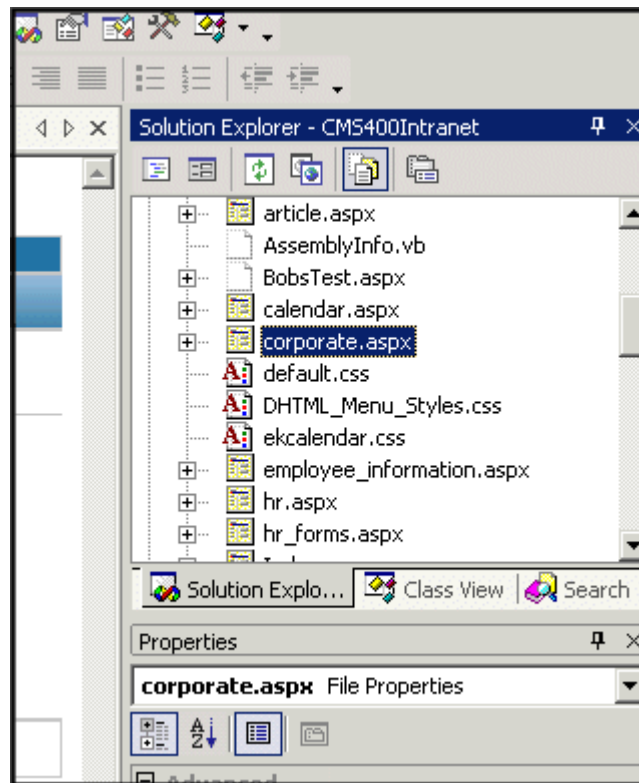 Solution Explorer - CMS400Intranet
article.aspx
AssemblyInfo.vb
BobsTest.aspx
calendar.aspx
corporate.aspx
default.css
DHTML_Menu_Styles.css
ekcalendar.css
employee_information.aspx
hr.aspx
hr_forms.aspx
Solution Explo... Class View Search
Properties
corporate.aspx File Properties
Advanced